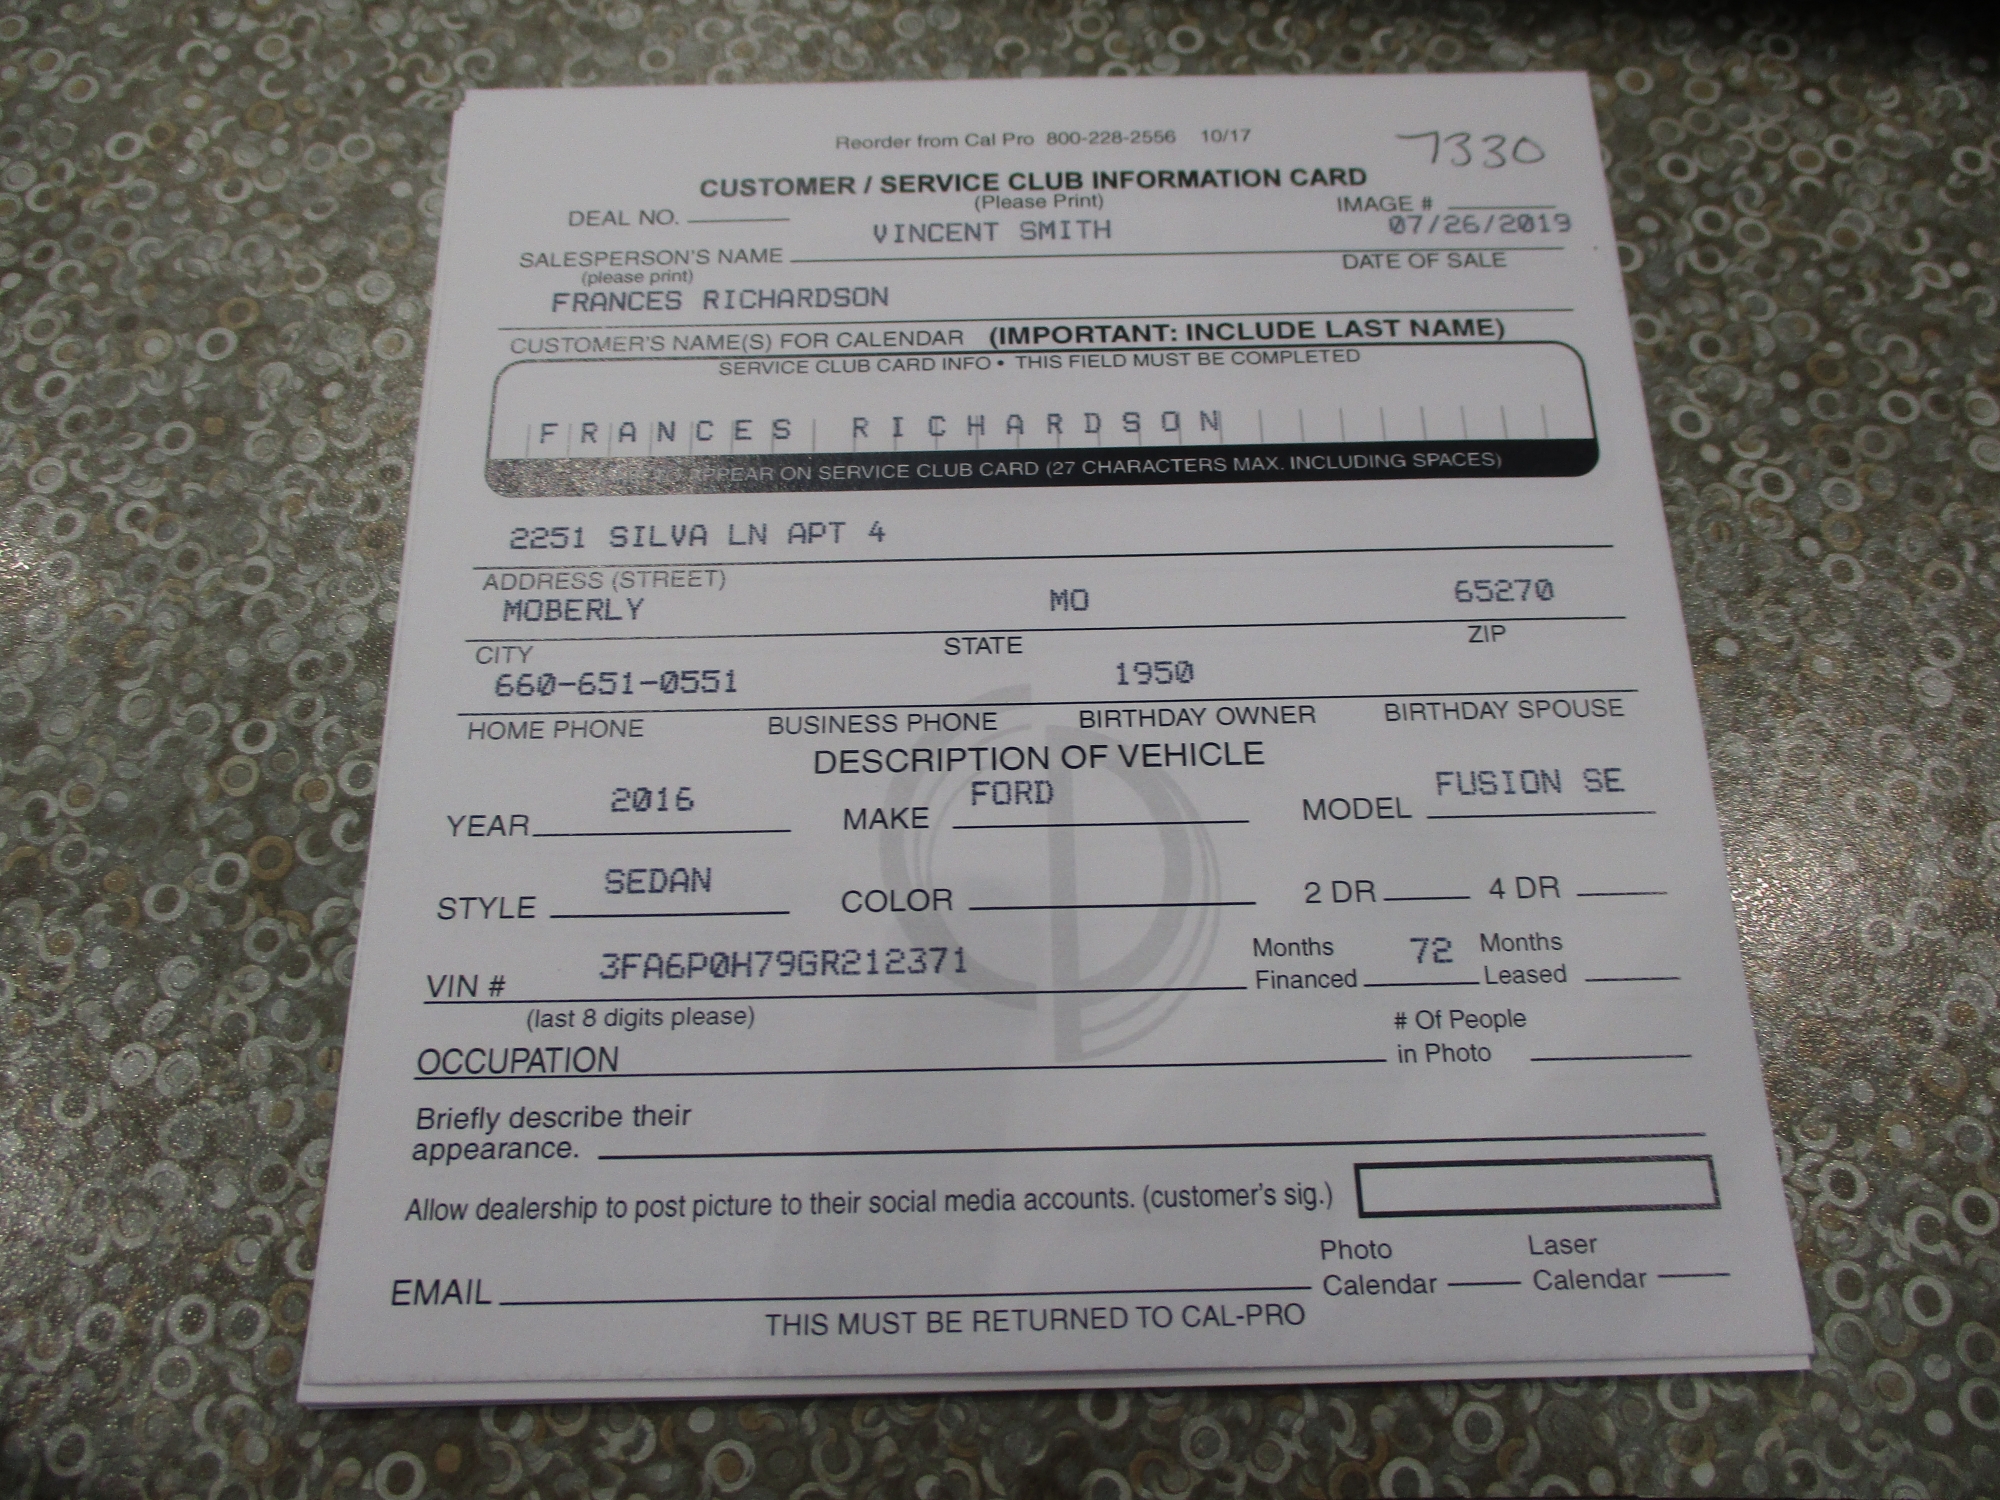 Reorder from Cal Pro 800-228-2556 10/17
7330
CUSTOMER / SERVICE CLUB INFORMATION CARD
(Please Print)
DEAL NO.
IMAGE #
VINCENT SMITH 07/26/2019
SALESPERSON'S NAME DATE OF SALE
(please print)
FRANCES RICHARDSON
CUSTOMER'S NAME(S) FOR CALENDAR (IMPORTANT: INCLUDE LAST NAME)
SERVICE CLUB CARD INFO • THIS FIELD MUST BE COMPLETED
FRANCES RICHARDSON
APPEAR ON SERVICE CLUB CARD (27 CHARACTERS MAX. INCLUDING SPACES)
2251 SILVA LN APT 4
ADDRESS (STREET)
MOBERLY MO 65270
CITY STATE ZIP
660-651-0551 1950
HOME PHONE BUSINESS PHONE BIRTHDAY OWNER BIRTHDAY SPOUSE
DESCRIPTION OF VEHICLE
YEAR 2016 MAKE FORD MODEL FUSION SE
STYLE SEDAN COLOR 2 DR 4 DR
VIN # 3FA6P0H79GR212371 Months Financed 72 Months Leased
(last 8 digits please)
OCCUPATION # Of People in Photo
Briefly describe their
appearance.
Allow dealership to post picture to their social media accounts. (customer's sig.)
EMAIL Photo Calendar Laser Calendar
THIS MUST BE RETURNED TO CAL-PRO